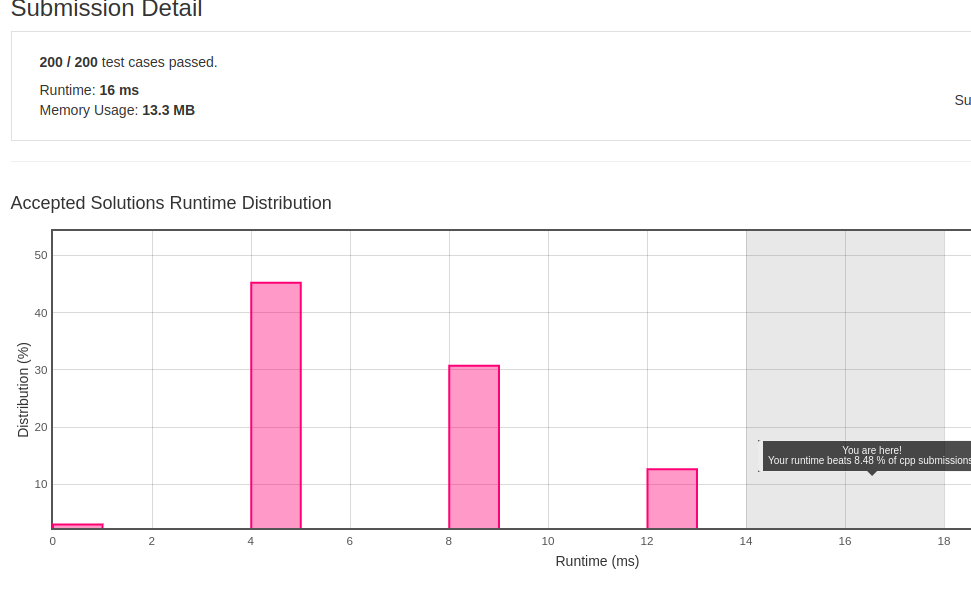 Submission Detail
200 / 200 test cases passed.
Runtime: 16 ms
Memory Usage: 13.3 MB
Su
Accepted Solutions Runtime Distribution
50
40
30
20
10
Distribution (%)
You are here!
Your runtime beats 8.48 % of cpp submissions
0 2 4 6 8 10 12 14 16 18
Runtime (ms)